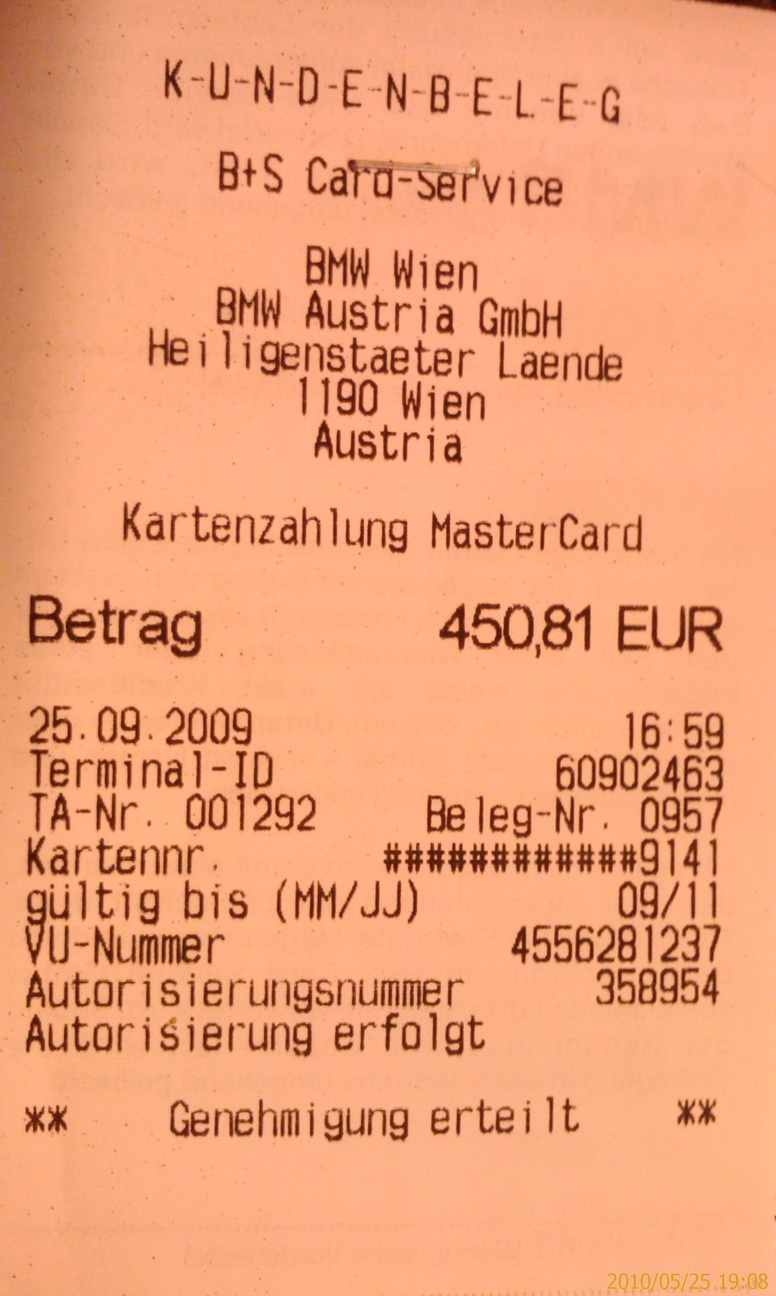 K-U-N-D-E-N-B-E-L-E-G
B+S Card-Service
BMW Wien
BMW Austria GmbH
Heiligenstaeter Laende
1190 Wien
Austria
Kartenzahlung MasterCard
Betrag 450,81 EUR
25.09.2009 16:59
Terminal-ID 60902463
TA-Nr. 001292 Beleg-Nr. 0957
Kartennr. ############9141
gültig bis (MM/JJ) 09/11
VU-Nummer 4556281237
Autorisierungsnummer 358954
Autorisierung erfolgt
** Genehmigung erteilt **
2010/05/25 19:08